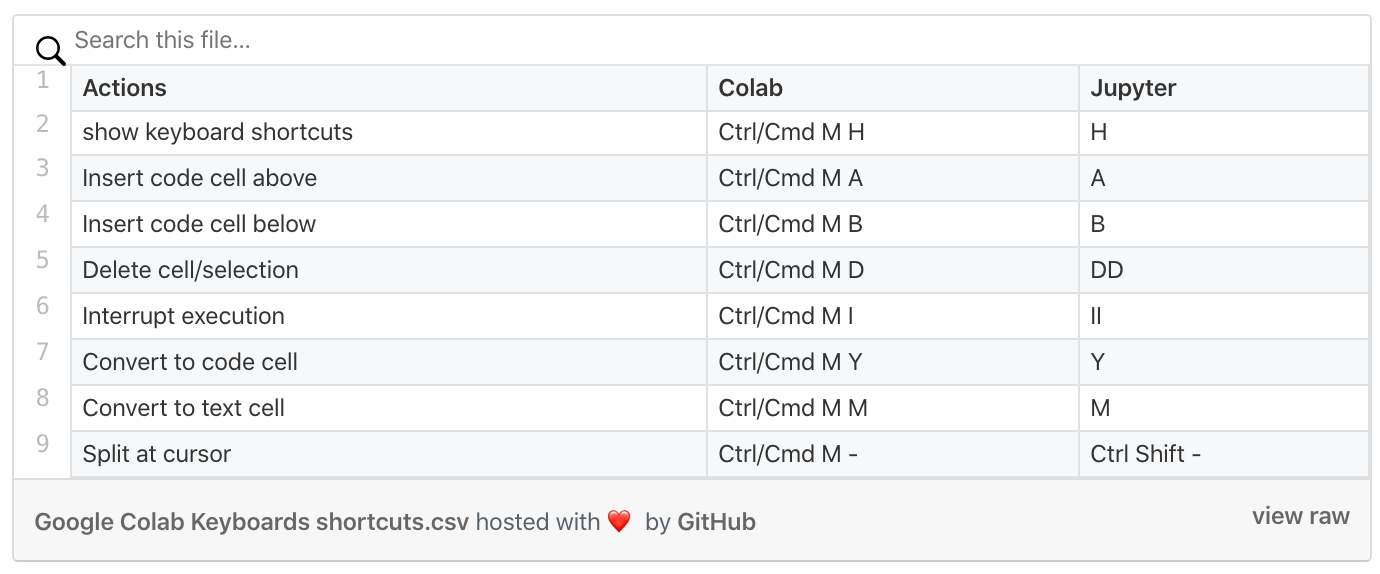 Search this file...
1 Actions Colab Jupyter
2 show keyboard shortcuts Ctrl/Cmd M H H
3 Insert code cell above Ctrl/Cmd M A A
4 Insert code cell below Ctrl/Cmd M B B
5 Delete cell/selection Ctrl/Cmd M D DD
6 Interrupt execution Ctrl/Cmd M I II
7 Convert to code cell Ctrl/Cmd M Y Y
8 Convert to text cell Ctrl/Cmd M M M
9 Split at cursor Ctrl/Cmd M - Ctrl Shift -
Google Colab Keyboards shortcuts.csv hosted with ❤️ by GitHub view raw